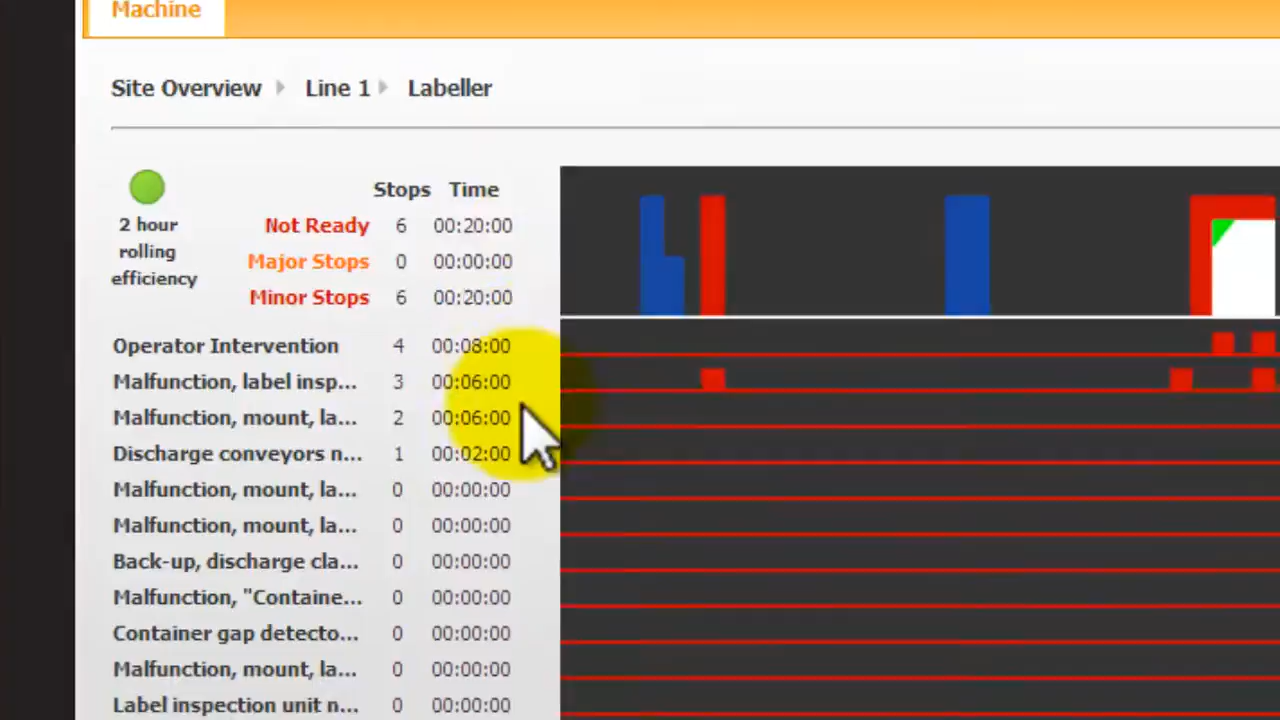 Machine
Site Overview Line 1 Labeller
Stops Time
2 hour rolling efficiency
Not Ready 6 00:20:00
Major Stops 0 00:00:00
Minor Stops 6 00:20:00
Operator Intervention 4 00:08:00
Malfunction, label insp... 3 00:06:00
Malfunction, mount, la... 2 00:06:00
Discharge conveyors n... 1 00:02:00
Malfunction, mount, la... 0 00:00:00
Malfunction, mount, la... 0 00:00:00
Back-up, discharge cla... 0 00:00:00
Malfunction, "Containe... 0 00:00:00
Container gap detecto... 0 00:00:00
Malfunction, mount, la... 0 00:00:00
Label inspection unit n... 0 00:00:00